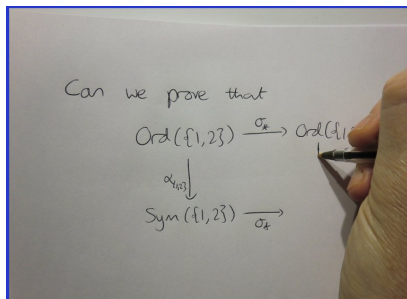 Can we prove that
Ord({1,2}) σ* Ord({1,
α{1,2}
Sym({1,2}) σ*